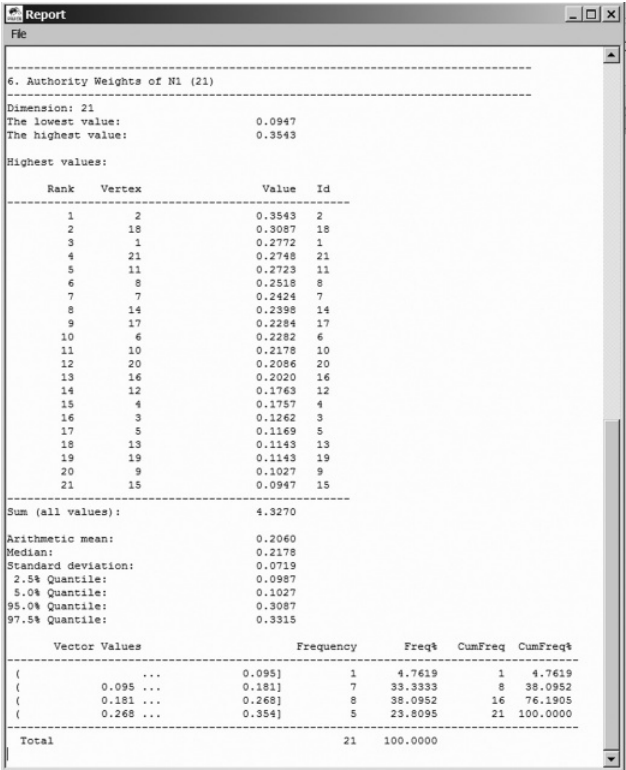 Report
File
--------------------------------------------------------------------------------
6. Authority Weights of N1 (21)
--------------------------------------------------------------------------------
Dimension: 21
The lowest value: 0.0947
The highest value: 0.3543
Highest values:
Rank Vertex Value Id
-----------------------------------------------------
1 2 0.3543 2
2 18 0.3087 18
3 1 0.2772 1
4 21 0.2748 21
5 11 0.2723 11
6 8 0.2518 8
7 7 0.2424 7
8 14 0.2398 14
9 17 0.2284 17
10 6 0.2282 6
11 10 0.2178 10
12 20 0.2086 20
13 16 0.2020 16
14 12 0.1763 12
15 4 0.1757 4
16 3 0.1262 3
17 5 0.1169 5
18 13 0.1143 13
19 19 0.1143 19
20 9 0.1027 9
21 15 0.0947 15
-----------------------------------------------------
Sum (all values): 4.3270
Arithmetic mean: 0.2060
Median: 0.2178
Standard deviation: 0.0719
2.5% Quantile: 0.0987
5.0% Quantile: 0.1027
95.0% Quantile: 0.3087
97.5% Quantile: 0.3315
Vector Values Frequency Freq% CumFreq CumFreq%
--------------------------------------------------------------------------------
( ... 0.095] 1 4.7619 1 4.7619
( 0.095 ... 0.181] 7 33.3333 8 38.0952
( 0.181 ... 0.268] 8 38.0952 16 76.1905
( 0.268 ... 0.354] 5 23.8095 21 100.0000
--------------------------------------------------------------------------------
Total 21 100.0000